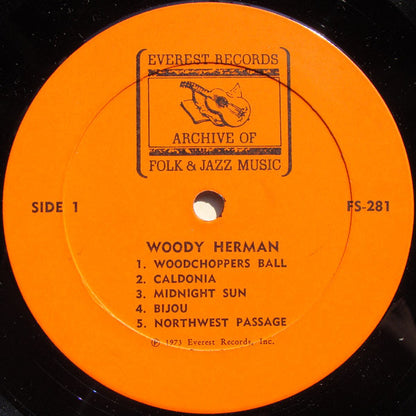 EVEREST RECORDS
ARCHIVE OF
FOLK & JAZZ MUSIC
SIDE 1
FS-281
WOODY HERMAN
1. WOODCHOPPERS BALL
2. CALDONIA
3. MIDNIGHT SUN
4. BIJOU
5. NORTHWEST PASSAGE
℗ 1973 Everest Records, Inc.